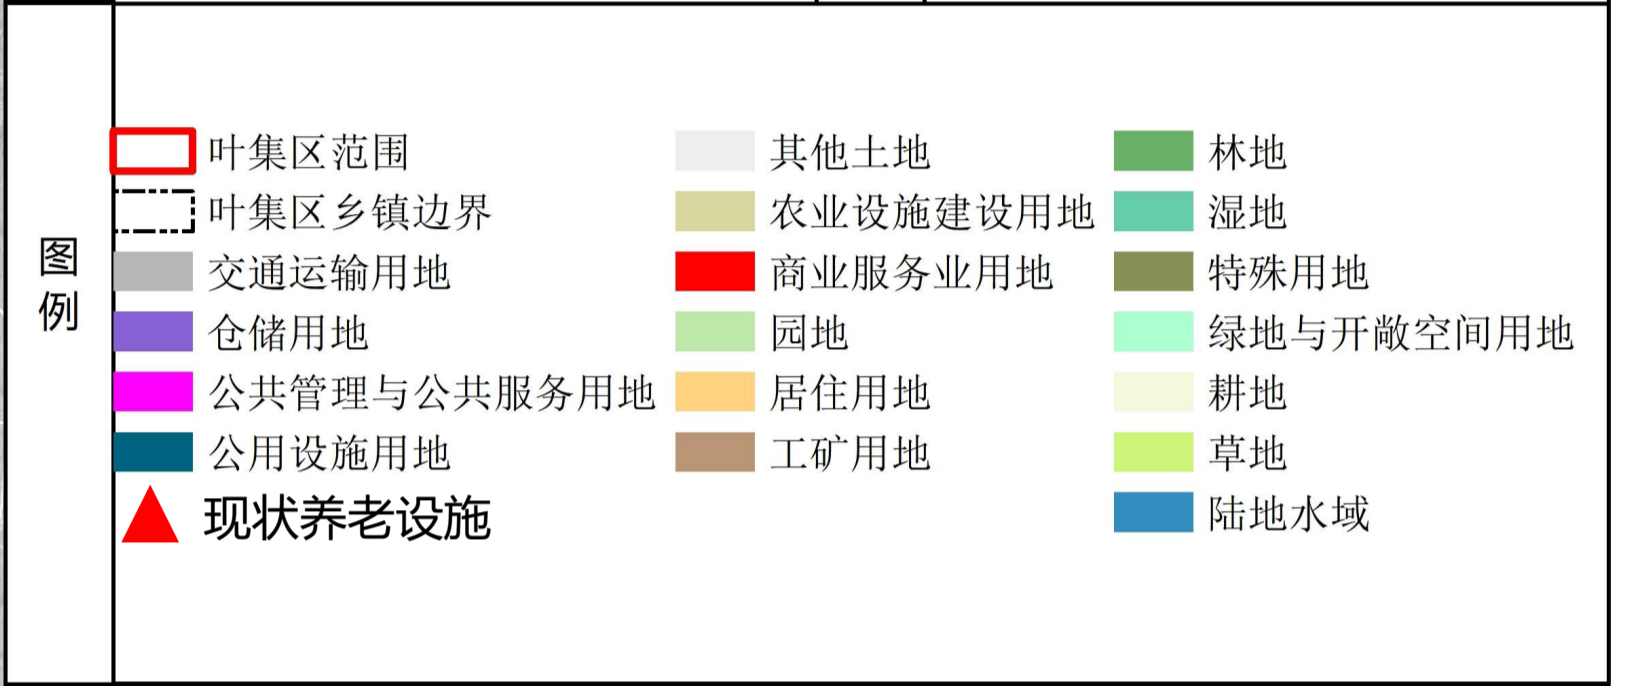 图例
叶集区范围
叶集区乡镇边界
交通运输用地
仓储用地
公共管理与公共服务用地
公用设施用地
现状养老设施
其他土地
农业设施建设用地
商业服务业用地
园地
居住用地
工矿用地
林地
湿地
特殊用地
绿地与开敞空间用地
耕地
草地
陆地水域